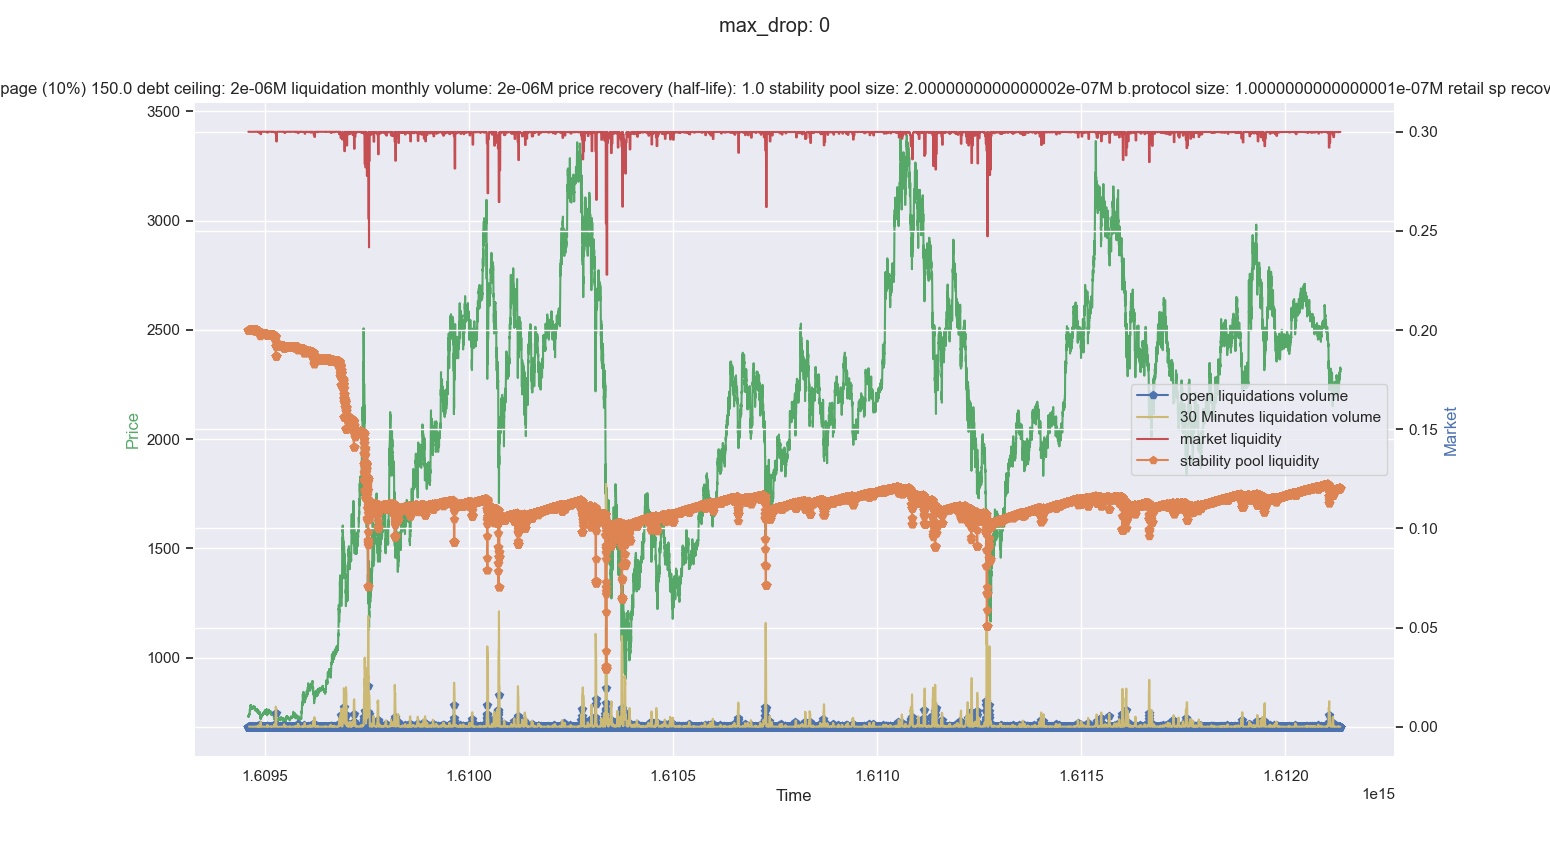 max_drop: 0
page (10%) 150.0 debt ceiling: 2e-06M liquidation monthly volume: 2e-06M price recovery (half-life): 1.0 stability pool size: 2.0000000000000002e-07M b.protocol size: 1.0000000000000001e-07M retail sp recov
3500
3000
2500
2000
1500
1000
Price
0.30
0.25
0.20
0.15
0.10
0.05
0.00
Market
open liquidations volume
30 Minutes liquidation volume
market liquidity
stability pool liquidity
1.6095
1.6100
1.6105
1.6110
1.6115
1.6120
Time
1e15